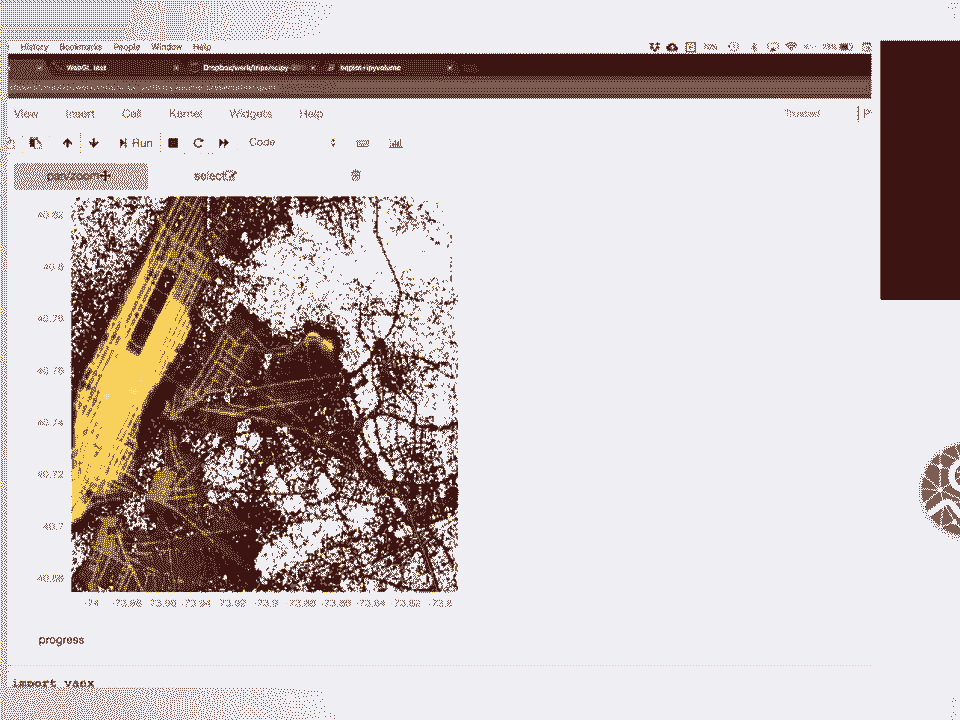 History Bookmarks People Window Help
WebGL test Dropbox/work/trips/scipy bqplot+ipyvolume
View Insert Cell Kernel Widgets Help Trusted
Run Code
pan/zoom select
40.82
40.8
40.78
40.76
40.74
40.72
40.7
40.68
-74 -73.98 -73.96 -73.94 -73.92 -73.9 -73.88 -73.86 -73.84 -73.82 -73.8
progress
import vaex